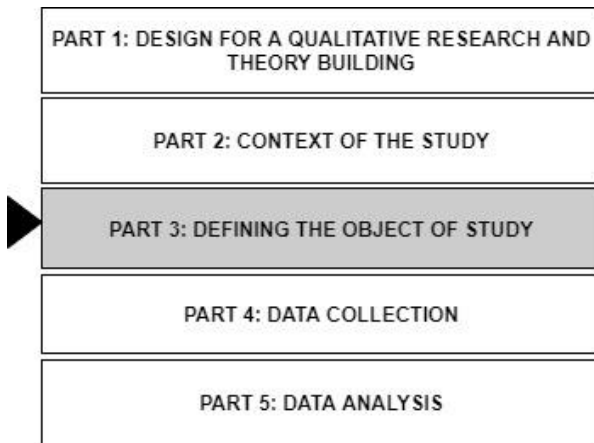 PART 1: DESIGN FOR A QUALITATIVE RESEARCH AND
THEORY BUILDING
PART 2: CONTEXT OF THE STUDY
PART 3: DEFINING THE OBJECT OF STUDY
PART 4: DATA COLLECTION
PART 5: DATA ANALYSIS